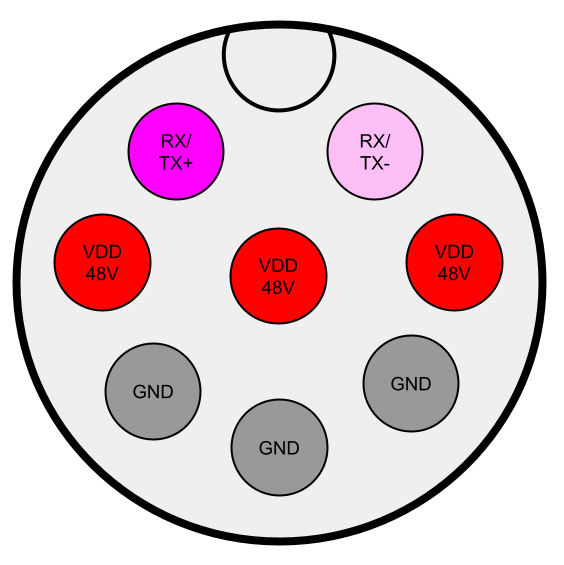 RX/
TX+
RX/
TX-
VDD
48V
VDD
48V
VDD
48V
GND
GND
GND